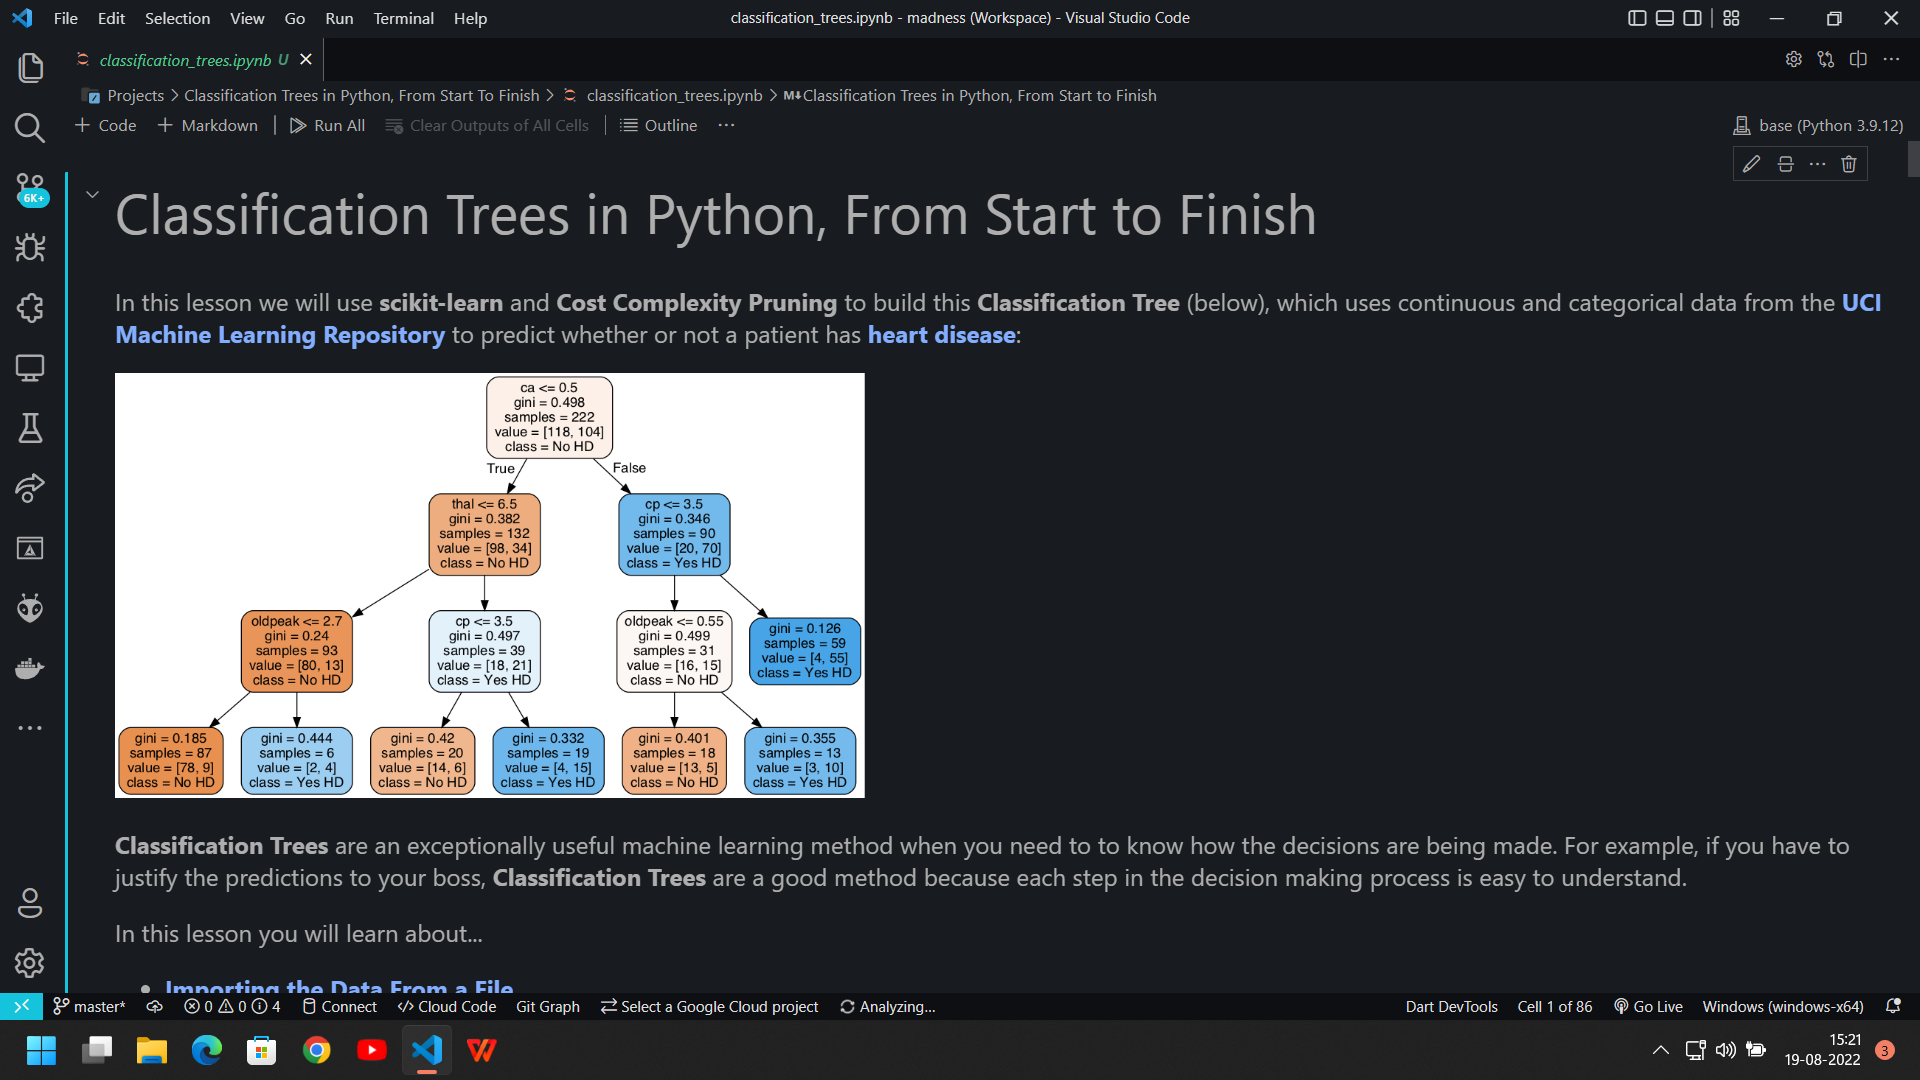 File Edit Selection View Go Run Terminal Help
classification_trees.ipynb - madness (Workspace) - Visual Studio Code
classification_trees.ipynb U
Projects > Classification Trees in Python, From Start To Finish > classification_trees.ipynb > M↓Classification Trees in Python, From Start to Finish
+ Code + Markdown Run All Clear Outputs of All Cells Outline ...
base (Python 3.9.12)
6K+
Classification Trees in Python, From Start to Finish
In this lesson we will use scikit-learn and Cost Complexity Pruning to build this Classification Tree (below), which uses continuous and categorical data from the UCI
Machine Learning Repository to predict whether or not a patient has heart disease:
ca <= 0.5
gini = 0.498
samples = 222
value = [118, 104]
class = No HD
True
False
thal <= 6.5
gini = 0.382
samples = 132
value = [98, 34]
class = No HD
cp <= 3.5
gini = 0.346
samples = 90
value = [20, 70]
class = Yes HD
oldpeak <= 2.7
gini = 0.24
samples = 93
value = [80, 13]
class = No HD
cp <= 3.5
gini = 0.497
samples = 39
value = [18, 21]
class = Yes HD
oldpeak <= 0.55
gini = 0.499
samples = 31
value = [16, 15]
class = No HD
gini = 0.126
samples = 59
value = [4, 55]
class = Yes HD
gini = 0.185
samples = 87
value = [78, 9]
class = No HD
gini = 0.444
samples = 6
value = [2, 4]
class = Yes HD
gini = 0.42
samples = 20
value = [14, 6]
class = No HD
gini = 0.332
samples = 19
value = [4, 15]
class = Yes HD
gini = 0.401
samples = 18
value = [13, 5]
class = No HD
gini = 0.355
samples = 13
value = [3, 10]
class = Yes HD
Classification Trees are an exceptionally useful machine learning method when you need to to know how the decisions are being made. For example, if you have to
justify the predictions to your boss, Classification Trees are a good method because each step in the decision making process is easy to understand.
In this lesson you will learn about...
• Importing the Data From a File
master* 0 0 4 Connect </> Cloud Code Git Graph Select a Google Cloud project Analyzing...
Dart DevTools Cell 1 of 86 Go Live Windows (windows-x64)
15:21
19-08-2022
3